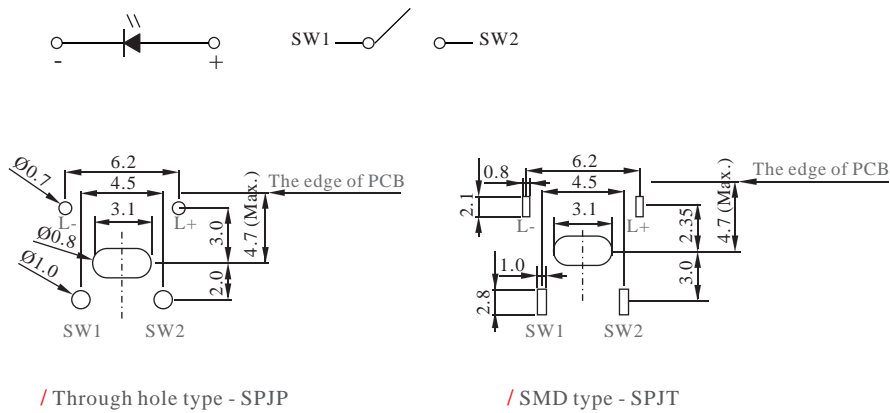 - +
SW1 SW2
6.2
4.5
3.1
Ø0.7
Ø0.8
Ø1.0
L- L+
3.0
2.0
4.7 (Max.)
The edge of PCB
SW1 SW2
/ Through hole type - SPJP
6.2
0.8
4.5
3.1
2.1
1.0
2.8
L- L+
2.35
3.0
4.7 (Max.)
The edge of PCB
SW1 SW2
/ SMD type - SPJT